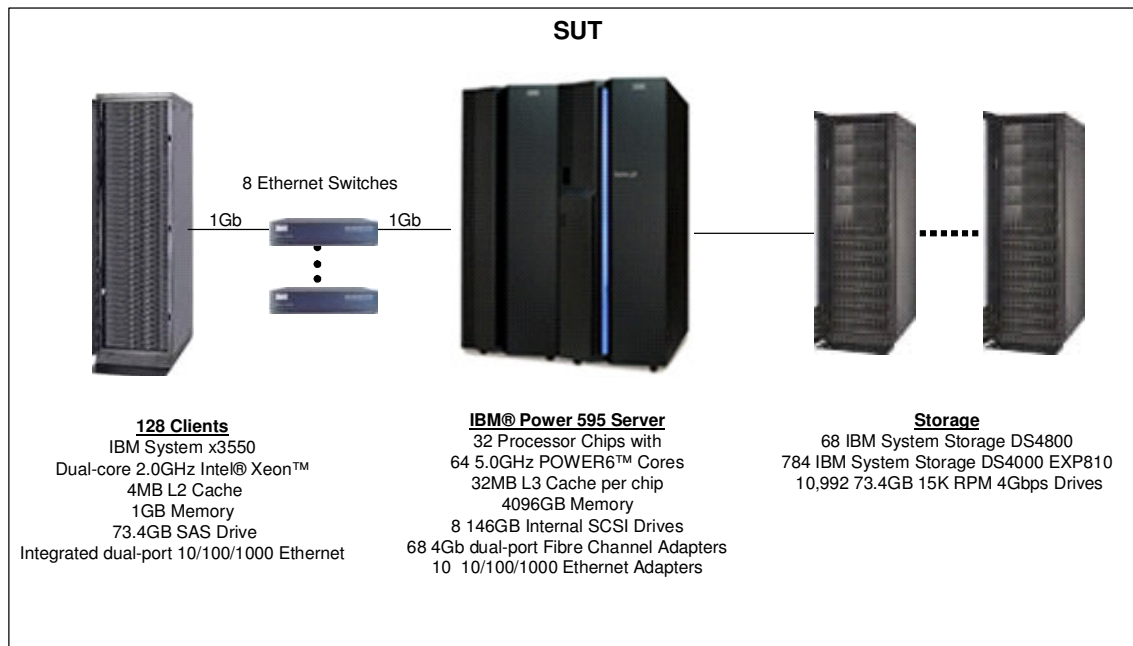 SUT
8 Ethernet Switches
1Gb
1Gb
128 Clients
IBM System x3550
Dual-core 2.0GHz Intel® Xeon™
4MB L2 Cache
1GB Memory
73.4GB SAS Drive
Integrated dual-port 10/100/1000 Ethernet
IBM® Power 595 Server
32 Processor Chips with
64 5.0GHz POWER6™ Cores
32MB L3 Cache per chip
4096GB Memory
8 146GB Internal SCSI Drives
68 4Gb dual-port Fibre Channel Adapters
10 10/100/1000 Ethernet Adapters
Storage
68 IBM System Storage DS4800
784 IBM System Storage DS4000 EXP810
10,992 73.4GB 15K RPM 4Gbps Drives